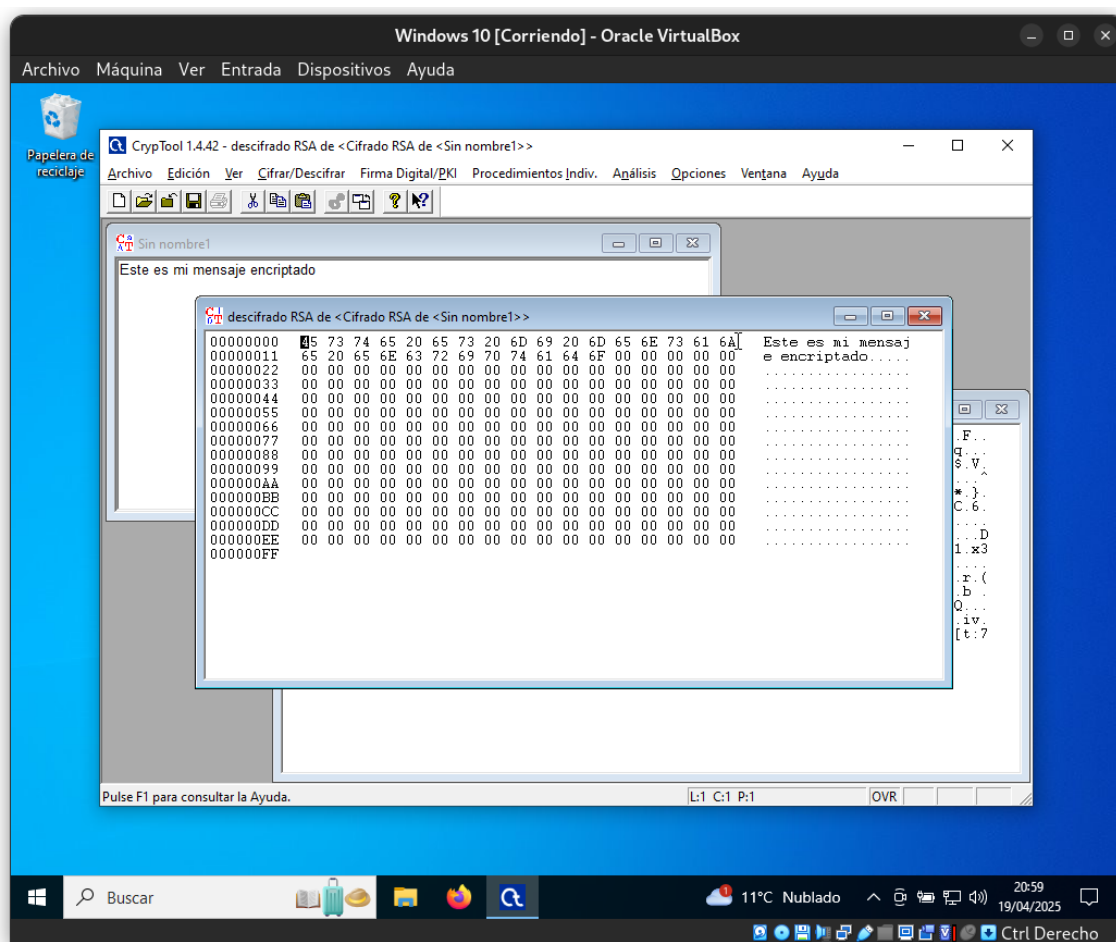 Windows 10 [Corriendo] - Oracle VirtualBox
Archivo Máquina Ver Entrada Dispositivos Ayuda
Papelera de
reciclaje
CrypTool 1.4.42 - descifrado RSA de <Cifrado RSA de <Sin nombre1>>
Archivo Edición Ver Cifrar/Descifrar Firma Digital/PKI Procedimientos Indiv. Análisis Opciones Ventana Ayuda
Sin nombre1
Este es mi mensaje encriptado
descifrado RSA de <Cifrado RSA de <Sin nombre1>>
00000000 45 73 74 65 20 65 73 20 6D 69 20 6D 65 6E 73 61 6A Este es mi mensaj
00000011 65 20 65 6E 63 72 69 70 74 61 64 6F 00 00 00 00 00 e encriptado.....
00000022 00 00 00 00 00 00 00 00 00 00 00 00 00 00 00 00 00 .................
00000033 00 00 00 00 00 00 00 00 00 00 00 00 00 00 00 00 00 .................
00000044 00 00 00 00 00 00 00 00 00 00 00 00 00 00 00 00 00 .................
00000055 00 00 00 00 00 00 00 00 00 00 00 00 00 00 00 00 00 .................
00000066 00 00 00 00 00 00 00 00 00 00 00 00 00 00 00 00 00 .................
00000077 00 00 00 00 00 00 00 00 00 00 00 00 00 00 00 00 00 .................
00000088 00 00 00 00 00 00 00 00 00 00 00 00 00 00 00 00 00 .................
00000099 00 00 00 00 00 00 00 00 00 00 00 00 00 00 00 00 00 .................
000000AA 00 00 00 00 00 00 00 00 00 00 00 00 00 00 00 00 00 .................
000000BB 00 00 00 00 00 00 00 00 00 00 00 00 00 00 00 00 00 .................
000000CC 00 00 00 00 00 00 00 00 00 00 00 00 00 00 00 00 00 .................
000000DD 00 00 00 00 00 00 00 00 00 00 00 00 00 00 00 00 00 .................
000000EE 00 00 00 00 00 00 00 00 00 00 00 00 00 00 00 00 00 .................
000000FF
.F..
q...
$.V.
...^
*.}.
C.6.
....
...D
1.x3
....
.r.(
.b .
Q...
.iv.
[t:7
Pulse F1 para consultar la Ayuda.
L:1 C:1 P:1
OVR
Buscar
1
11°C Nublado
20:59
19/04/2025
Ctrl Derecho